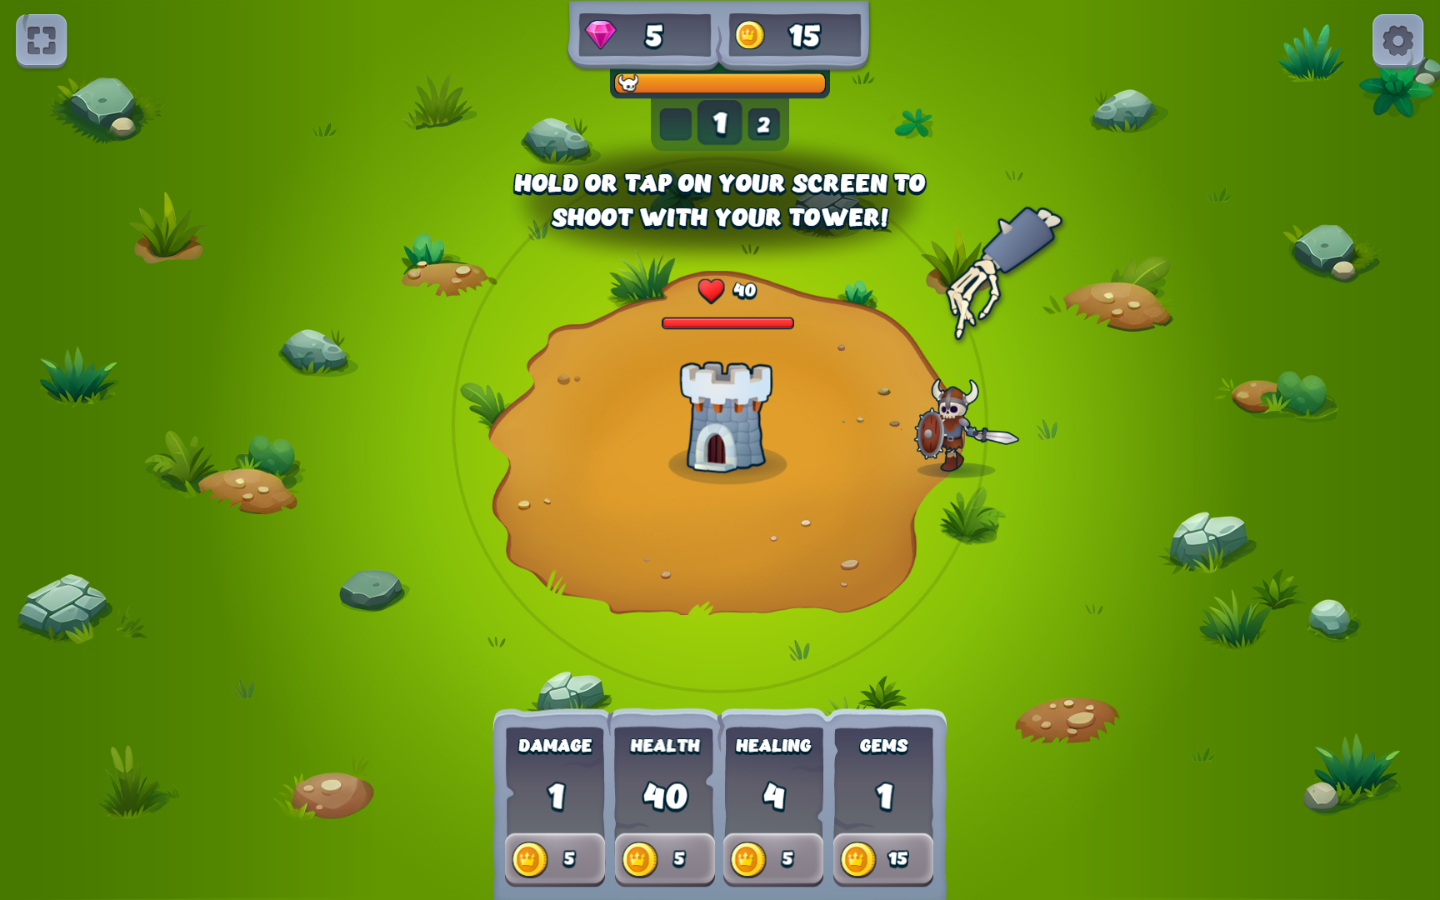 5 15
1 2
HOLD OR TAP ON YOUR SCREEN TO
SHOOT WITH YOUR TOWER!
40
DAMAGE HEALTH HEALING GEMS
1 40 4 1
5 5 5 15